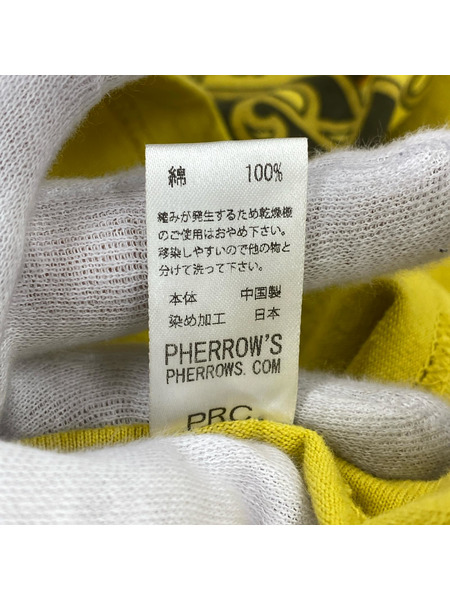 綿 100%
縮みが発生するため乾燥機
のご使用はおやめ下さい。
移染しやすいので他の物と
分けて洗って下さい。
本体 中国製
染め加工 日本
PHERROW'S
PHERROWS. COM
PRC.